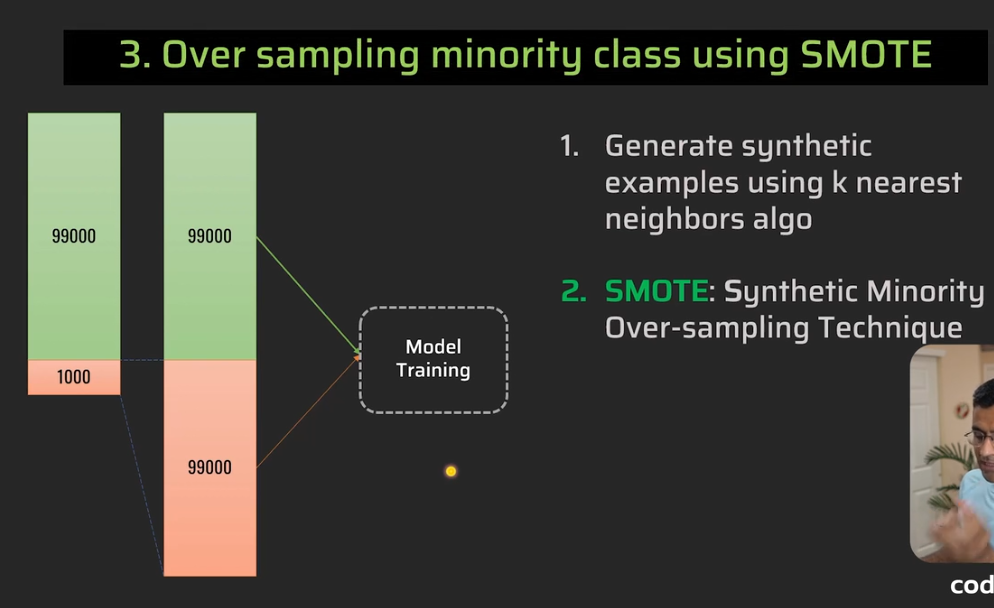 3. Over sampling minority class using SMOTE
99000
99000
1000
99000
Model
Training
1. Generate synthetic
examples using k nearest
neighbors algo
2. SMOTE: Synthetic Minority
Over-sampling Technique
cod